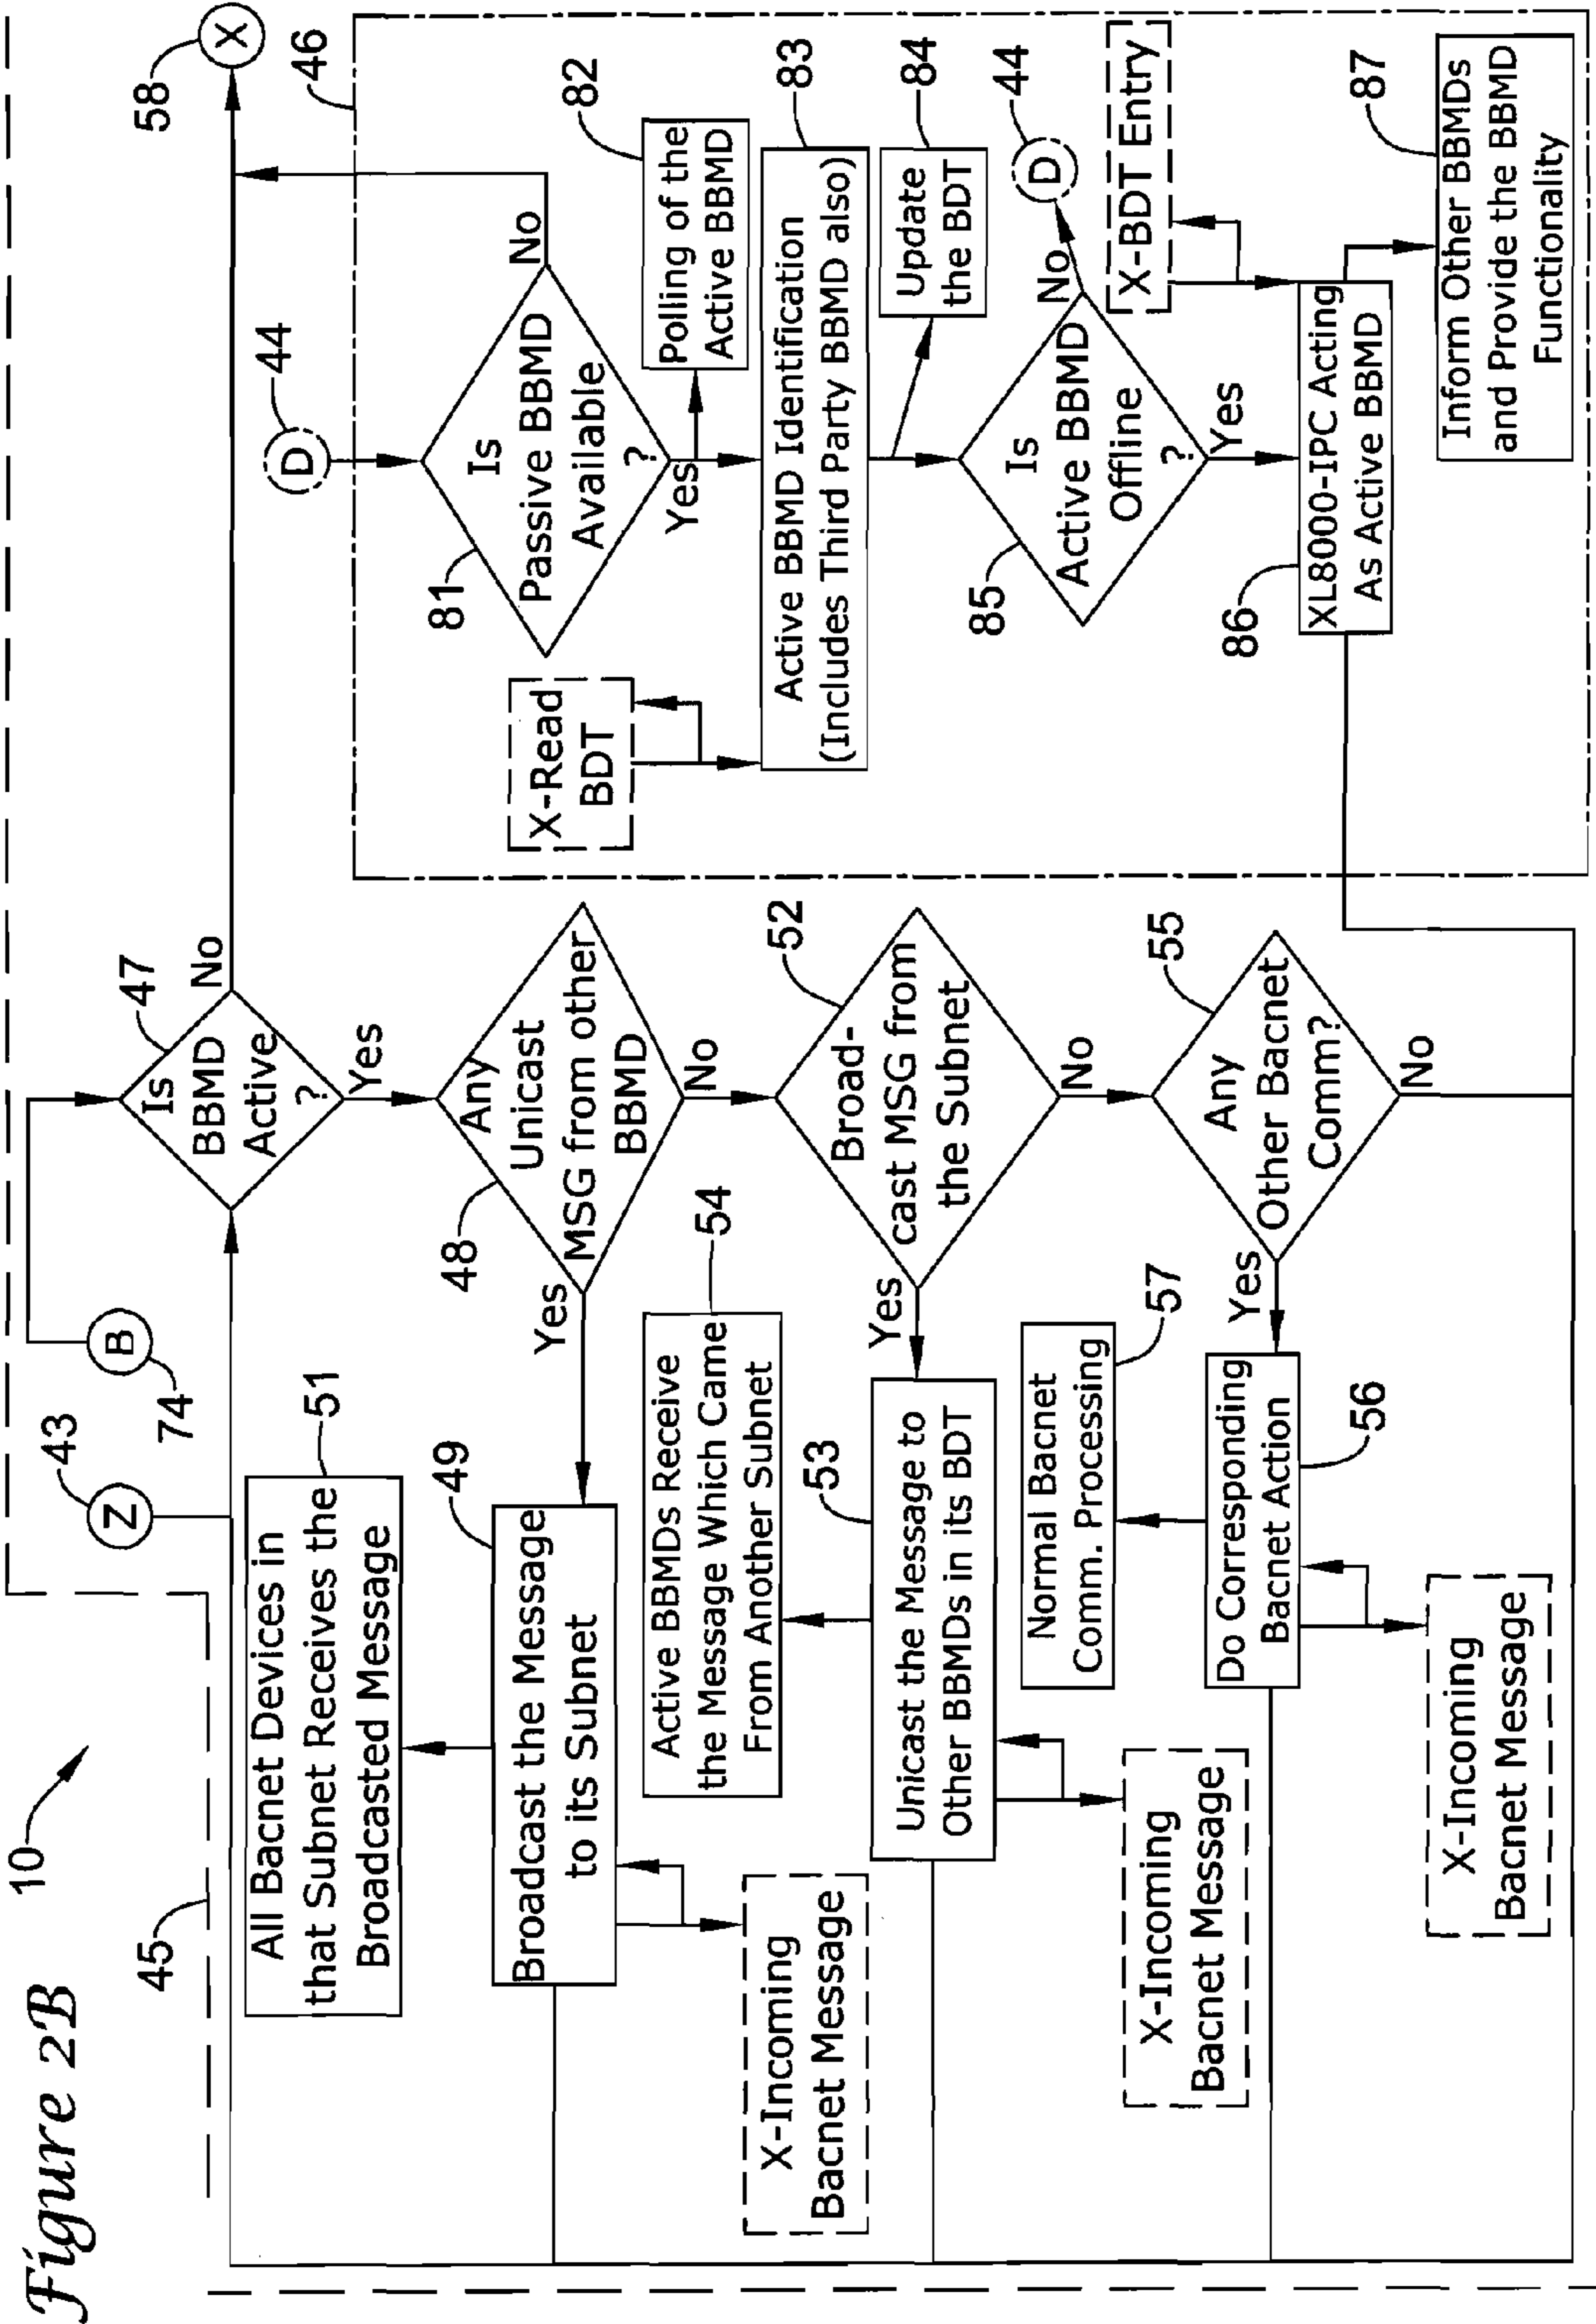 Figure 2B
10
45
43
Z
74
B
47
Is
BBMD
Active
?
No
Yes
58
X
All Bacnet Devices in
that Subnet Receives the
Broadcasted Message
51
48
Any
Unicast
MSG from other
BBMD
Yes
No
49
Broadcast the Message
to its Subnet
X-Incoming
Bacnet Message
Active BBMDs Receive
the Message Which Came
From Another Subnet
54
52
Broad-
cast MSG from
the Subnet
Yes
No
53
Unicast the Message to
Other BBMDs in its BDT
X-Incoming
Bacnet Message
Normal Bacnet
Comm. Processing
57
55
Any
Other Bacnet
Comm?
Yes
No
Do Corresponding
Bacnet Action
56
X-Incoming
Bacnet Message
46
44
D
81
Is
Passive BBMD
Available
?
No
Yes
82
Polling of the
Active BBMD
X-Read
BDT
83
Active BBMD Identification
(Includes Third Party BBMD also)
84
Update
the BDT
85
Is
Active BBMD
Offline
?
No
Yes
44
D
X-BDT Entry
86
XL8000-IPC Acting
As Active BBMD
87
Inform Other BBMDs
and Provide the BBMD
Functionality